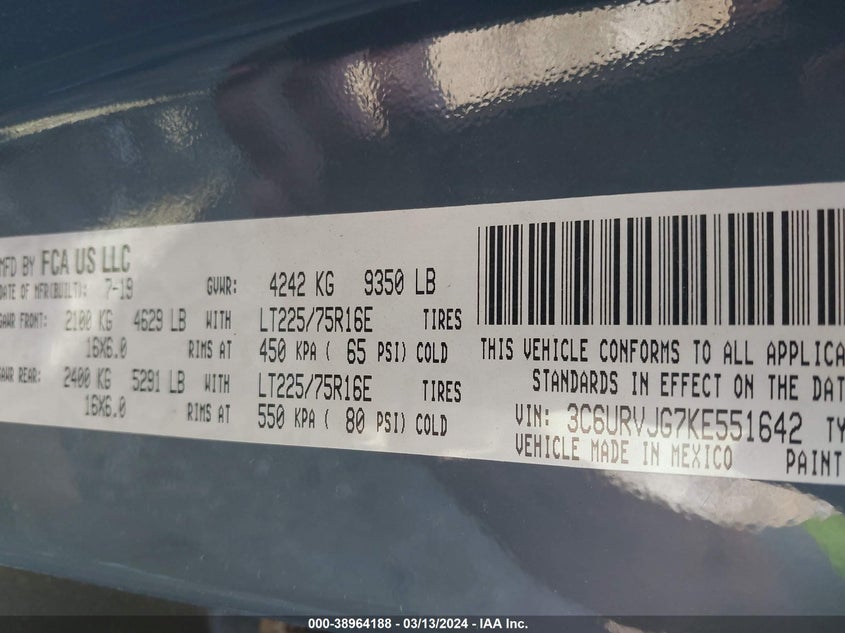 MFD BY FCA US LLC
DATE OF MFR(BUILT): 7-19 GVWR: 4242 KG 9350 LB
GAWR FRONT: 2100 KG 4629 LB WITH LT225/75R16E TIRES
16X6.0 RIMS AT 450 KPA ( 65 PSI) COLD
GAWR REAR: 2400 KG 5291 LB WITH LT225/75R16E TIRES
16X6.0 RIMS AT 550 KPA ( 80 PSI) COLD
THIS VEHICLE CONFORMS TO ALL APPLICA
STANDARDS IN EFFECT ON THE DAT
VIN: 3C6URVJG7KE551642 TY
VEHICLE MADE IN MEXICO PAINT
000-38964188 - 03/13/2024 - IAA Inc.